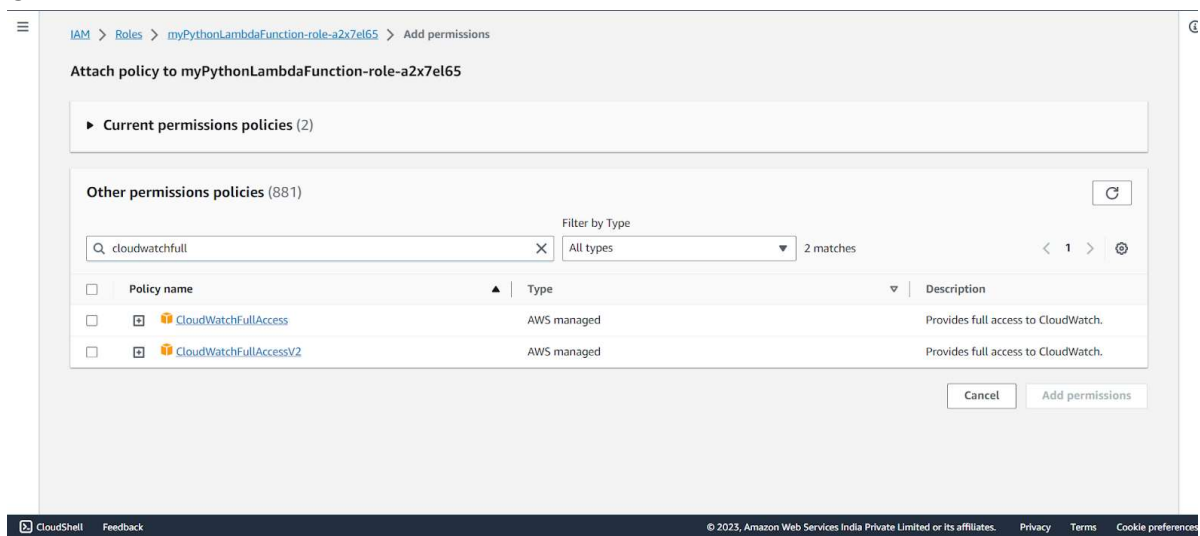 IAM > Roles > myPythonLambdaFunction-role-a2x7el65 > Add permissions
Attach policy to myPythonLambdaFunction-role-a2x7el65
Current permissions policies (2)
Other permissions policies (881)
Filter by Type
cloudwatchfull All types 2 matches 1
Policy name Type Description
CloudWatchFullAccess AWS managed Provides full access to CloudWatch.
CloudWatchFullAccessV2 AWS managed Provides full access to CloudWatch.
Cancel Add permissions
CloudShell Feedback © 2023, Amazon Web Services India Private Limited or its affiliates. Privacy Terms Cookie preferences